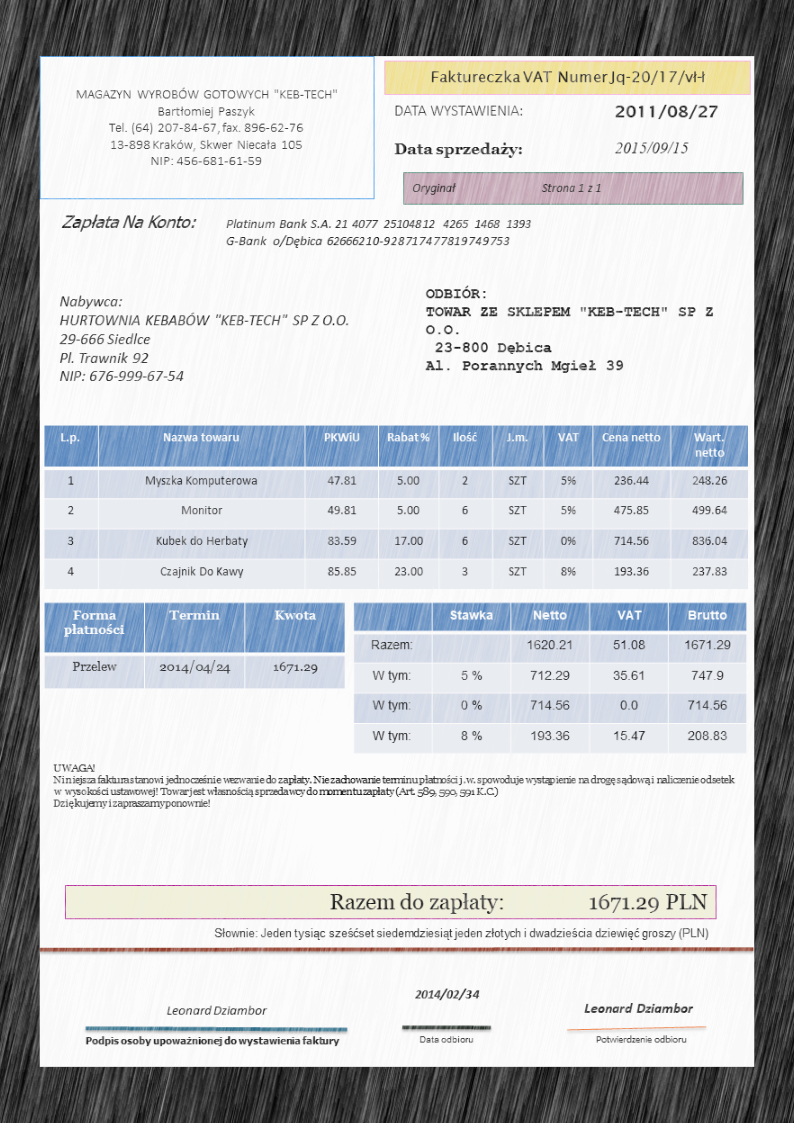 MAGAZYN WYROBÓW GOTOWYCH "KEB-TECH"
Bartłomiej Paszyk
Tel. (64) 207-84-67, fax. 896-62-76
13-898 Kraków, Skwer Niecała 105
NIP: 456-681-61-59
Faktureczka VAT Numer Jq-20/17/vł-ł
DATA WYSTAWIENIA: 2011/08/27
Data sprzedaży: 2015/09/15
Oryginał Strona 1 z 1
Zapłata Na Konto: Platinum Bank S.A. 21 4077 25104812 4265 1468 1393
G-Bank o/Dębica 62666210-928717477819749753
Nabywca:
HURTOWNIA KEBABÓW "KEB-TECH" SP Z O.O.
29-666 Siedlce
Pl. Trawnik 92
NIP: 676-999-67-54
ODBIÓR:
TOWAR ZE SKLEPEM "KEB-TECH" SP Z
O.O.
23-800 Dębica
Al. Porannych Mgieł 39
L.p. Nazwa towaru PKWiU Rabat % Ilość J.m. VAT Cena netto Wart. netto
1 Myszka Komputerowa 47.81 5.00 2 SZT 5% 236.44 248.26
2 Monitor 49.81 5.00 6 SZT 5% 475.85 499.64
3 Kubek do Herbaty 83.59 17.00 6 SZT 0% 714.56 836.04
4 Czajnik Do Kawy 85.85 23.00 3 SZT 8% 193.36 237.83
Forma płatności Termin Kwota
Przelew 2014/04/24 1671.29
Stawka Netto VAT Brutto
Razem: 1620.21 51.08 1671.29
W tym: 5 % 712.29 35.61 747.9
W tym: 0 % 714.56 0.0 714.56
W tym: 8 % 193.36 15.47 208.83
UWAGA!
Niniejsza faktura stanowi jednocześnie wezwanie do zapłaty. Nie zachowanie terminu płatności j.w. spowoduje wystąpienie na drogę sądową i naliczenie odsetek
w wysokości ustawowej! Towar jest własnością sprzedawcy do momentu zapłaty (Art. 589, 590, 591 K.C.)
Dziękujemy i zapraszamy ponownie!
Razem do zapłaty: 1671.29 PLN
Słownie: Jeden tysiąc sześćset siedemdziesiąt jeden złotych i dwadzieścia dziewięć groszy (PLN)
Leonard Dziambor
Podpis osoby upoważnionej do wystawienia faktury
2014/02/34
Data odbioru
Leonard Dziambor
Potwierdzenie odbioru